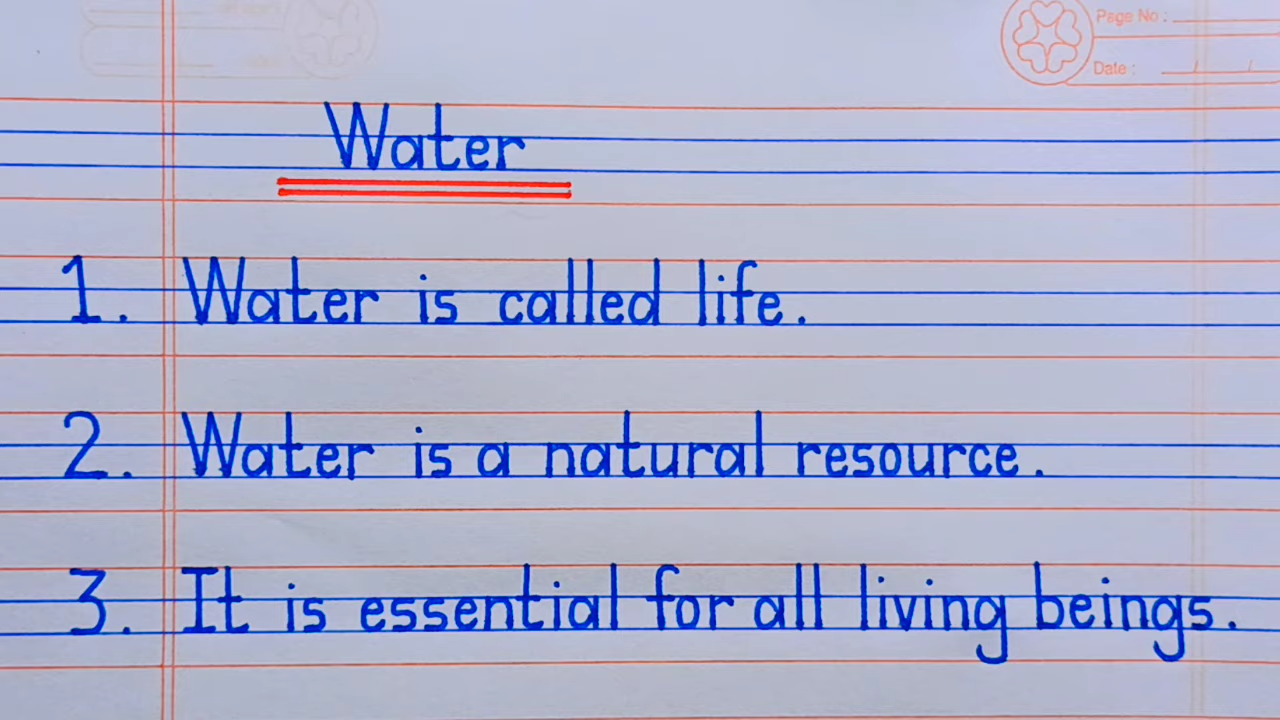 Page No :
Date :
Water
1. Water is called life.
2. Water is a natural resource.
3. It is essential for all living beings.